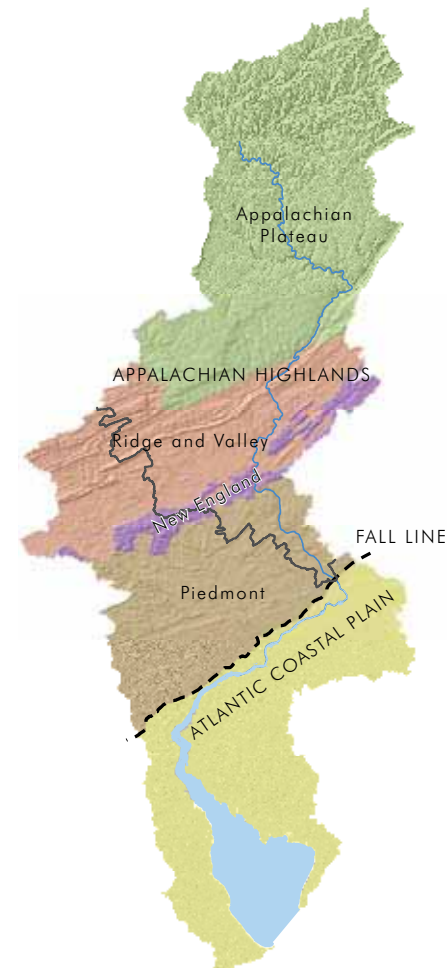 Appalachian
Plateau
APPALACHIAN HIGHLANDS
Ridge and Valley
New England
FALL LINE
Piedmont
ATLANTIC COASTAL PLAIN